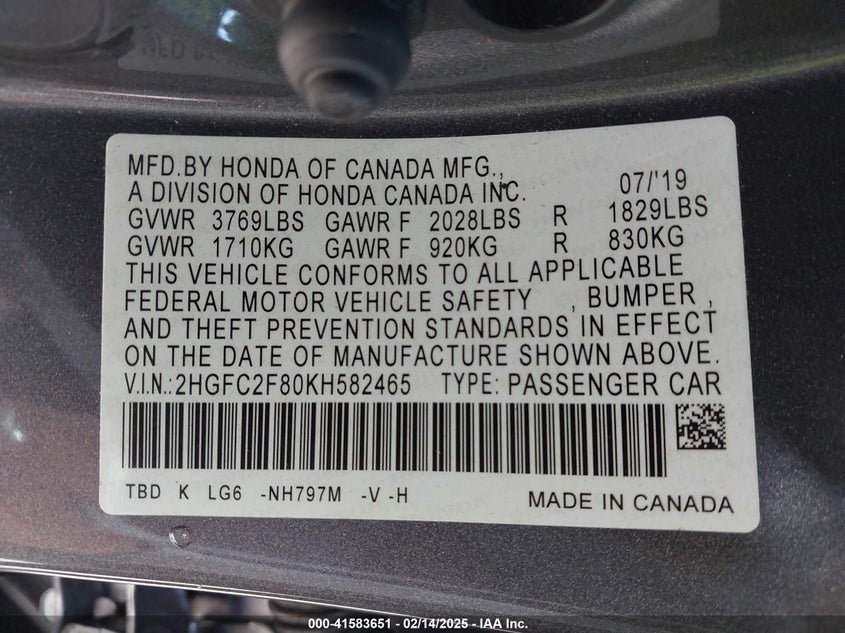 MFD.BY HONDA OF CANADA MFG.,
A DIVISION OF HONDA CANADA INC. 07/'19
GVWR 3769LBS GAWR F 2028LBS R 1829LBS
GVWR 1710KG GAWR F 920KG R 830KG
THIS VEHICLE CONFORMS TO ALL APPLICABLE
FEDERAL MOTOR VEHICLE SAFETY , BUMPER ,
AND THEFT PREVENTION STANDARDS IN EFFECT
ON THE DATE OF MANUFACTURE SHOWN ABOVE.
V.I.N.:2HGFC2F80KH582465 TYPE: PASSENGER CAR
TBD K LG6 -NH797M -V -H MADE IN CANADA
000-41583651 - 02/14/2025 - IAA Inc.